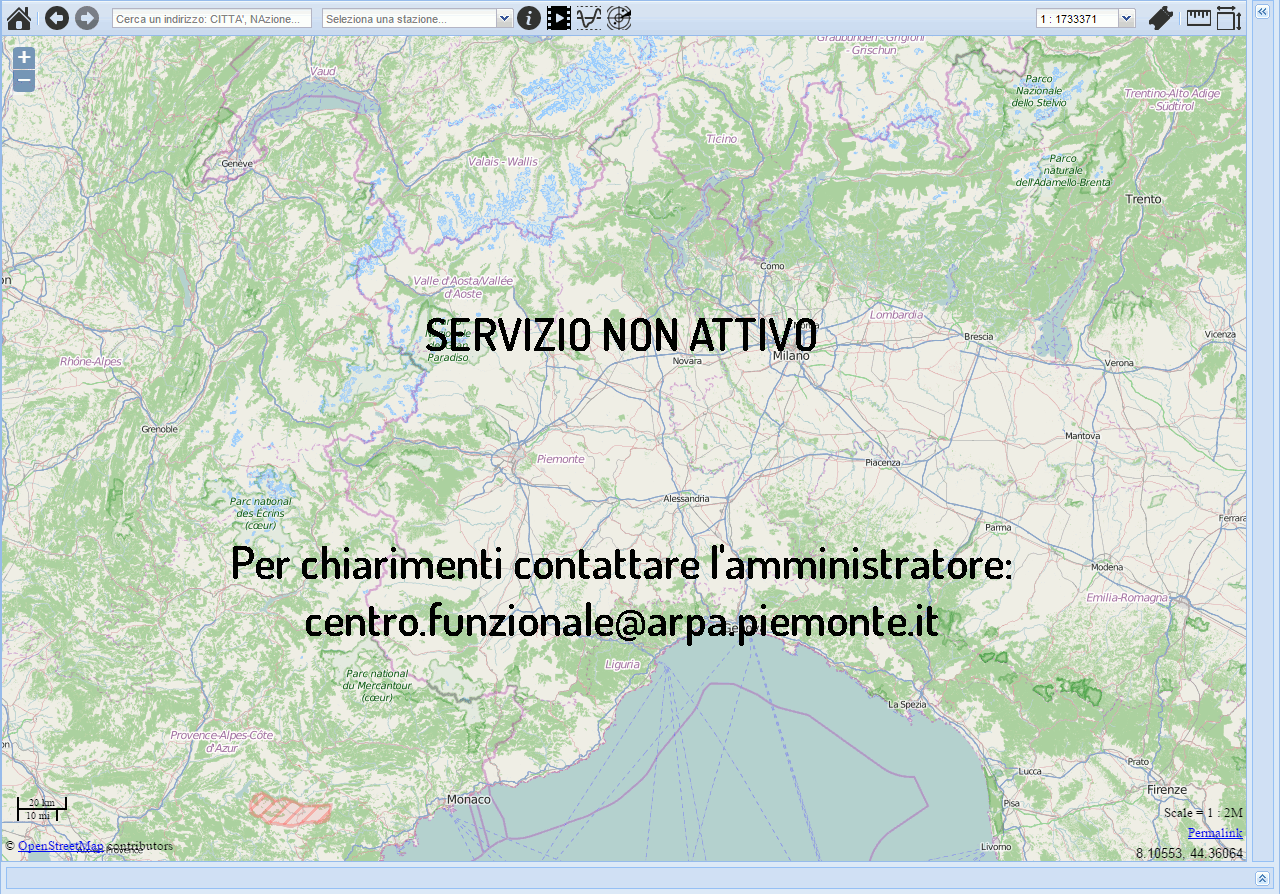 Cerca un indirizzo: CITTA', NAzione...
Seleziona una stazione...
1 : 1733371
Graubünden - Grigioni
- Grischun
Vaud
Parco
Nazionale
dello Stelvio
Trentino-Alto Adige
- Südtirol
Ticino
Genève
Valais - Wallis
Parco
naturale
dell'Adamello-Brenta
Trento
Como
Valle d'Aosta/Vallée
d'Aoste
Lombardia
SERVIZIO NON ATTIVO
Paradiso
Rhône-Alpes
Novara
Milano
Brescia
Vicenza
Verona
Grenoble
Mantova
Piemonte
Piacenza
Parc national
des Écrins
(cœur)
Alessandria
Ferrara
Parma
Per chiarimenti contattare l'amministratore:
Modena
Emilia-Romagna
centro.funzionale@arpa.piemonte.it
Liguria
Parc national
du Mercantour
(cœur)
La Spezia
Provence-Alpes-Côte
d'Azur
Prato
Lucca
Firenze
Monaco
Pisa
20 km
10 mi
Scale = 1 : 2M
Permalink
© OpenStreetMap contributors
Livorno
8.10553, 44.36064